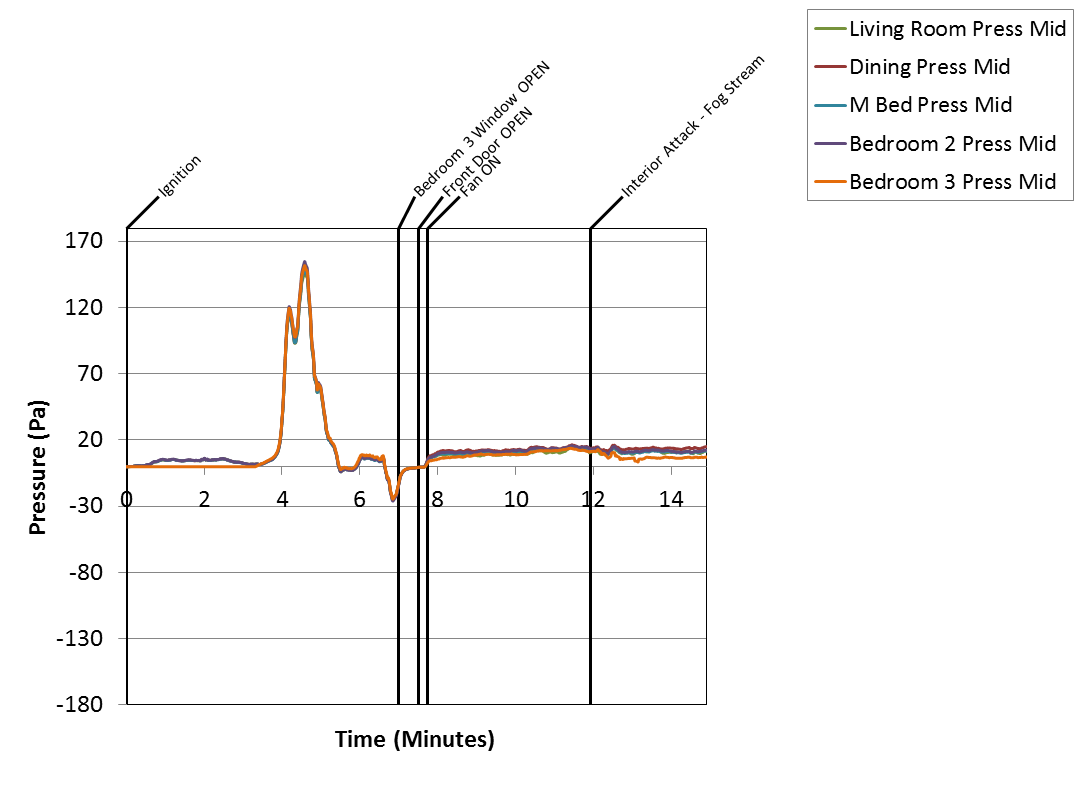 Living Room Press Mid
Dining Press Mid
M Bed Press Mid
Bedroom 2 Press Mid
Bedroom 3 Press Mid
Ignition
Bedroom 3 Window OPEN
Front Door OPEN
Fan ON
Interior Attack - Fog Stream
170
120
70
20
-30
-80
-130
-180
0 2 4 6 8 10 12 14
Pressure (Pa)
Time (Minutes)